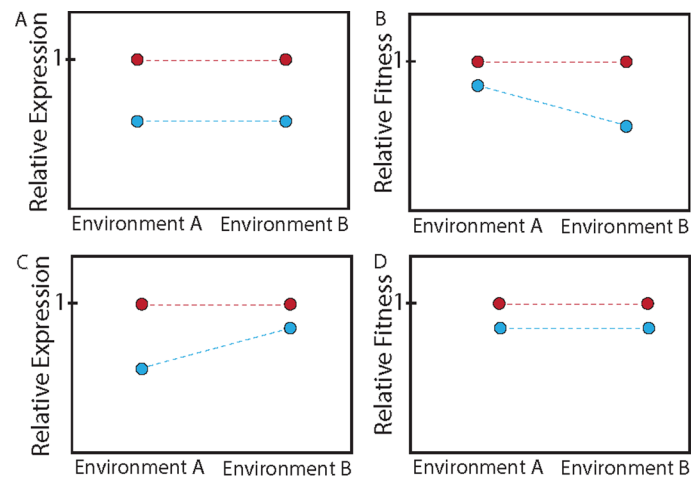 A
Relative Expression
1
Environment A
Environment B
B
Relative Fitness
1
Environment A
Environment B
C
Relative Expression
1
Environment A
Environment B
D
Relative Fitness
1
Environment A
Environment B